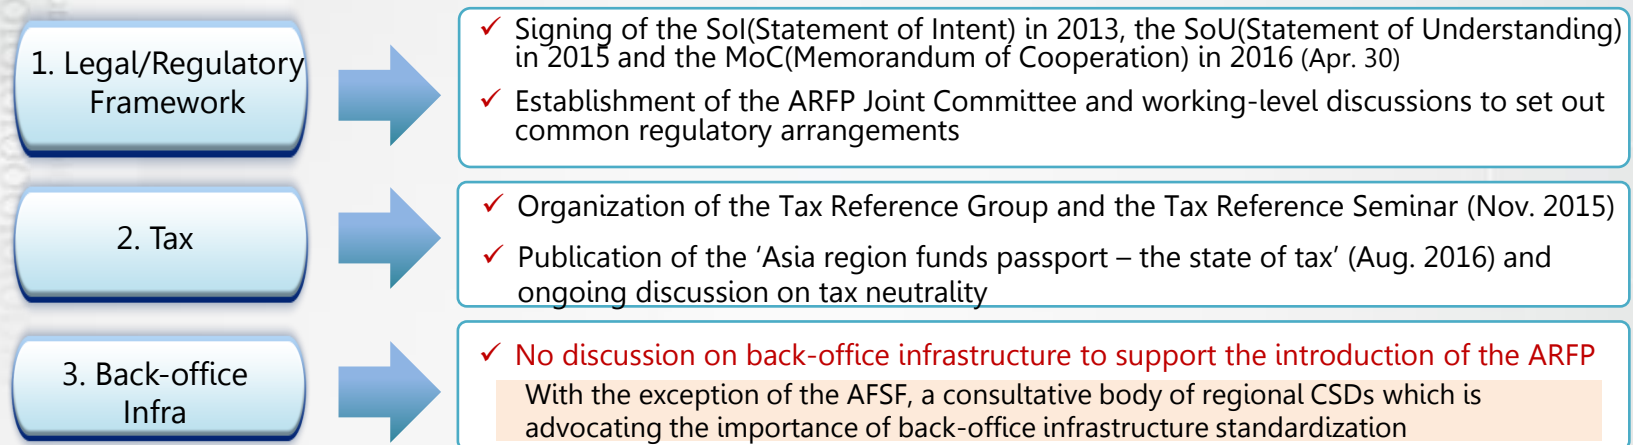 1. Legal/Regulatory
Framework
✓ Signing of the SoI(Statement of Intent) in 2013, the SoU(Statement of Understanding)
in 2015 and the MoC(Memorandum of Cooperation) in 2016 (Apr. 30)
✓ Establishment of the ARFP Joint Committee and working-level discussions to set out
common regulatory arrangements
2. Tax
✓ Organization of the Tax Reference Group and the Tax Reference Seminar (Nov. 2015)
✓ Publication of the ‘Asia region funds passport – the state of tax’ (Aug. 2016) and
ongoing discussion on tax neutrality
3. Back-office
Infra
✓ No discussion on back-office infrastructure to support the introduction of the ARFP
With the exception of the AFSF, a consultative body of regional CSDs which is
advocating the importance of back-office infrastructure standardization